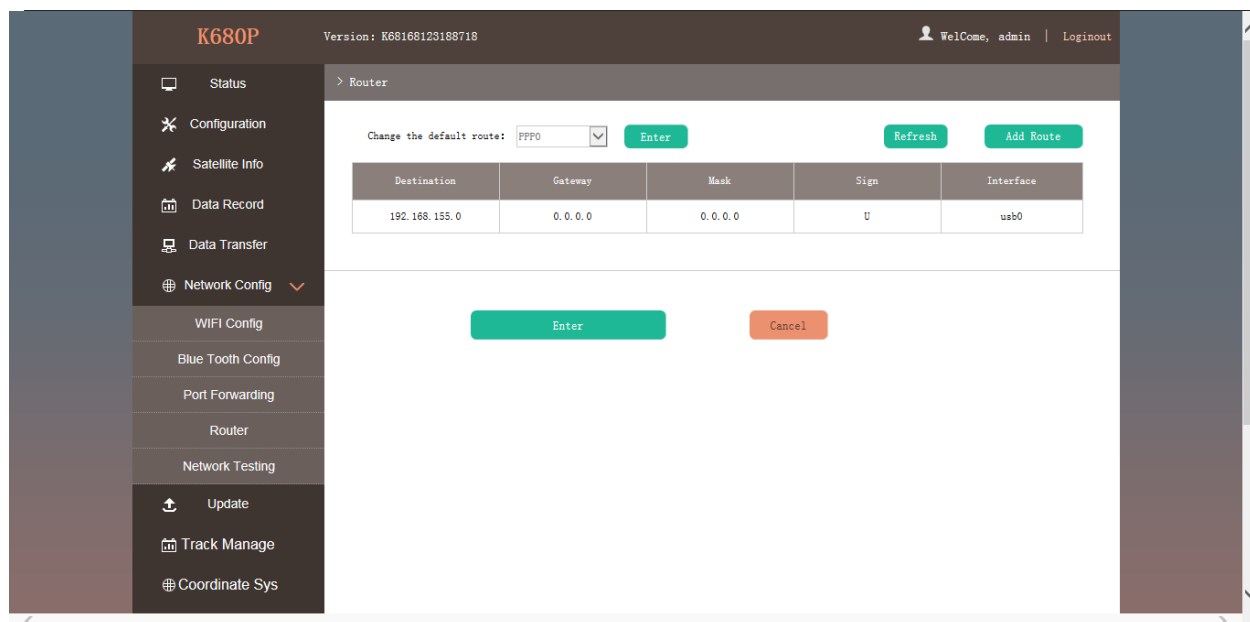 K680P
Version: K68168123188718
WelCome, admin | Loginout
Status
Configuration
Satellite Info
Data Record
Data Transfer
Network Config
WIFI Config
Blue Tooth Config
Port Forwarding
Router
Network Testing
Update
Track Manage
Coordinate Sys
> Router
Change the default route: PPP0 Enter Refresh Add Route
Destination Gateway Mask Sign Interface
192.168.155.0 0.0.0.0 0.0.0.0 U usb0
Enter Cancel